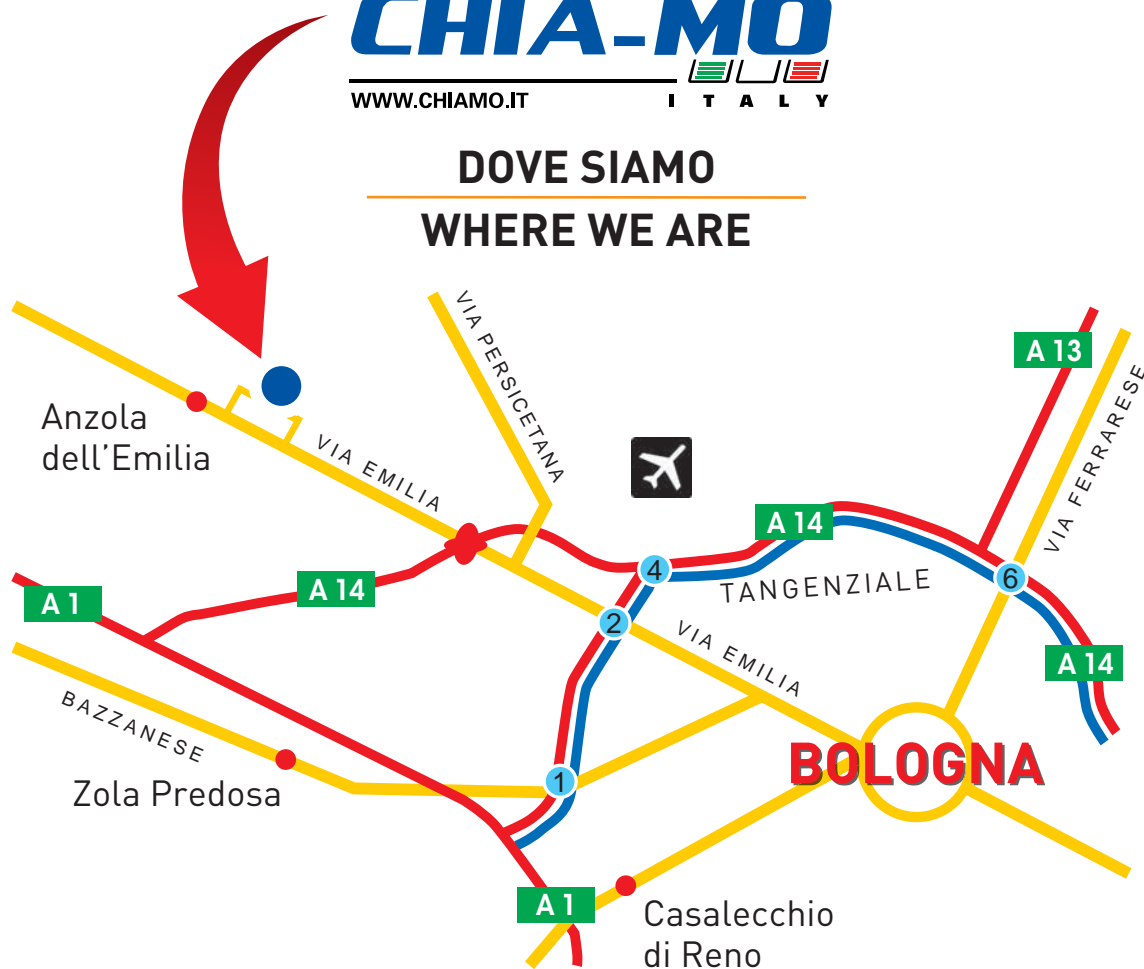 CHIA-MO
WWW.CHIAMO.IT
ITALY
DOVE SIAMO
WHERE WE ARE
VIA PERSICETANA
A 13
VIA FERRARESE
Anzola
dell'Emilia
VIA EMILIA
A 14
4
TANGENZIALE
6
A 1
A 14
2
VIA EMILIA
A 14
BAZZANESE
Zola Predosa
1
BOLOGNA
A 1
Casalecchio
di Reno